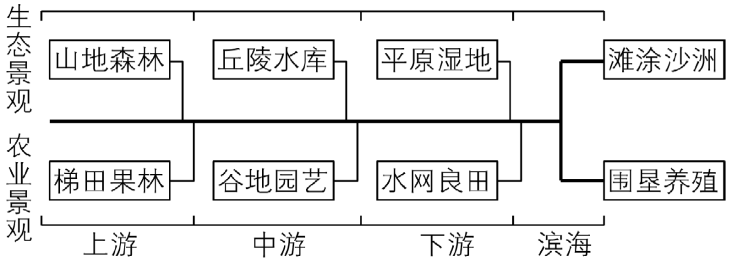 生态景观
山地森林 丘陵水库 平原湿地 滩涂沙洲
农业景观
梯田果林 谷地园艺 水网良田 围垦养殖
上游 中游 下游 滨海